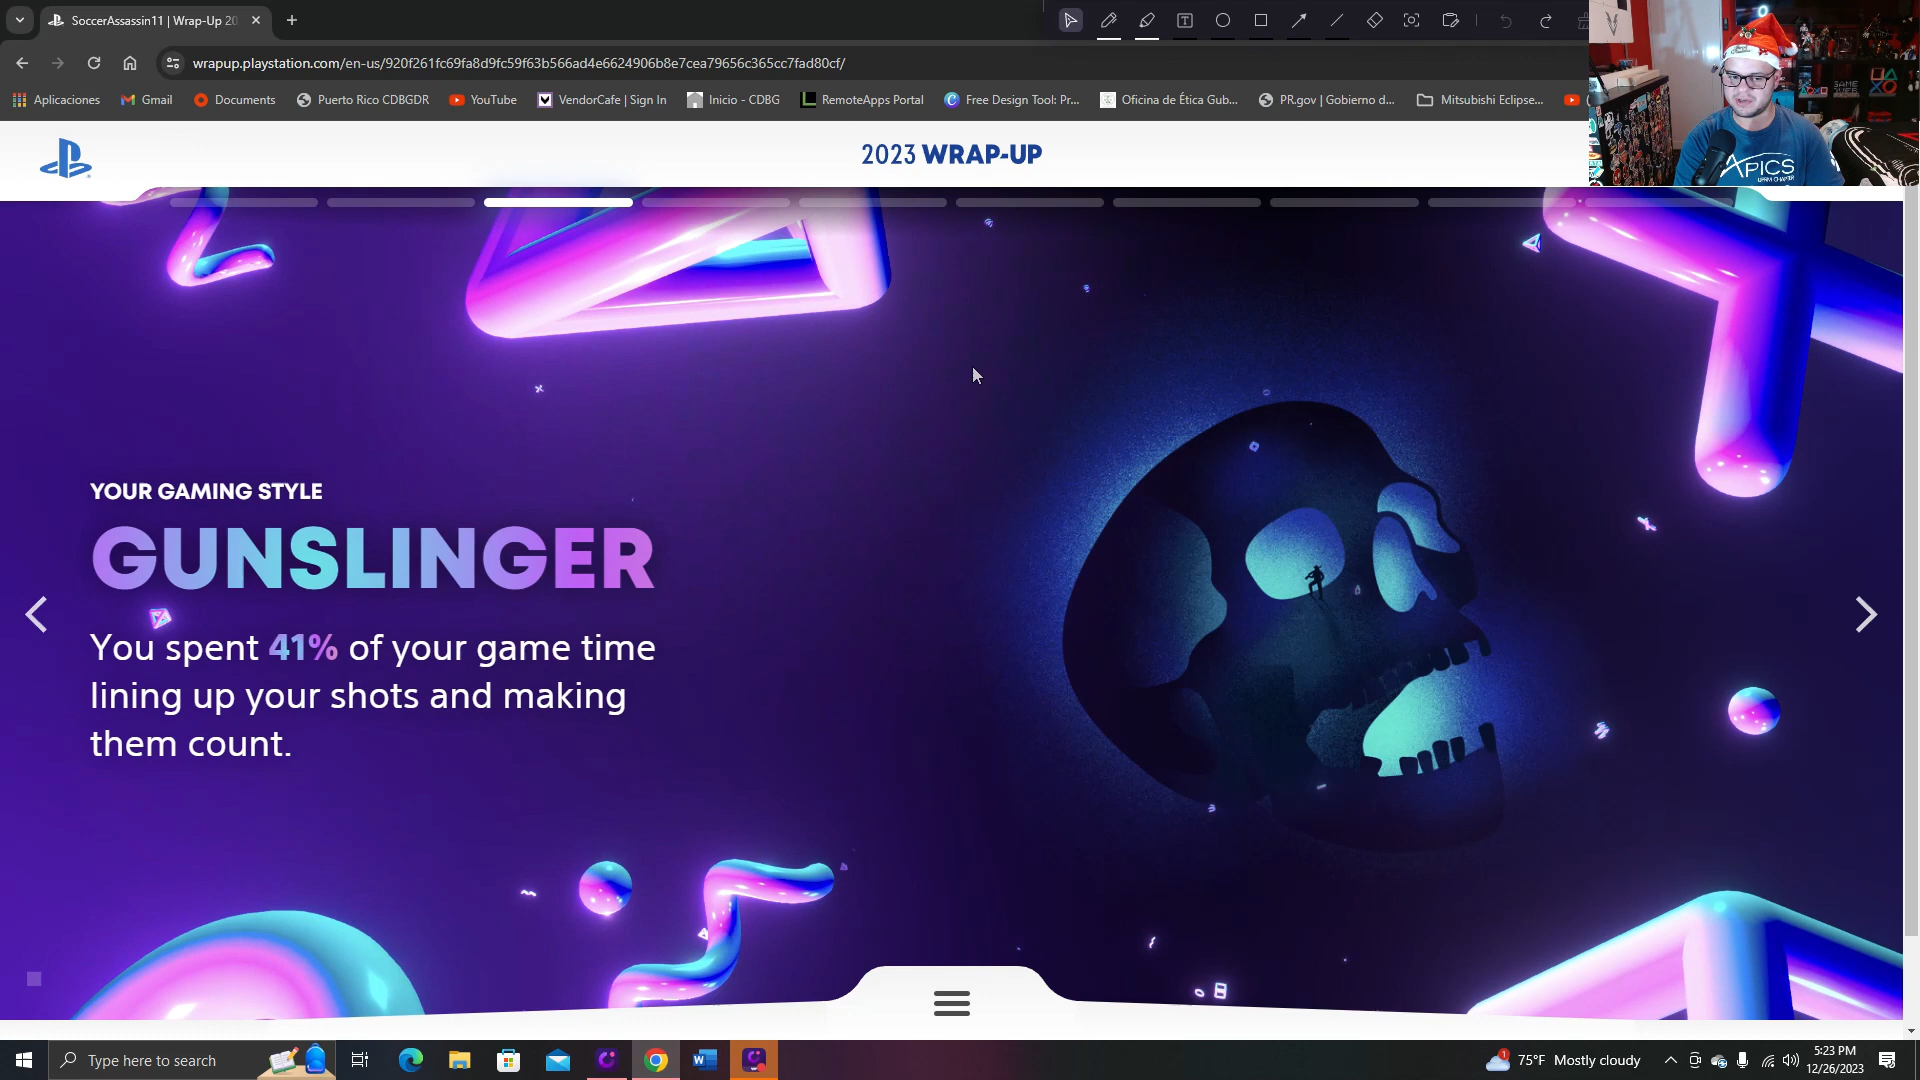 SoccerAssassin11 | Wrap-Up 20
wrapup.playstation.com/en-us/920f261fc69fa8d9fc59f63b566ad4e6624906b8e7cea79656c365cc7fad80cf/
Aplicaciones Gmail Documents Puerto Rico CDBGDR YouTube VendorCafe | Sign In Inicio - CDBG RemoteApps Portal Free Design Tool: Pr... Oficina de Ética Gub... PR.gov | Gobierno d... Mitsubishi Eclipse...
APICS
UPRM CHAPTER
2023 WRAP-UP
YOUR GAMING STYLE
GUNSLINGER
You spent 41% of your game time
lining up your shots and making
them count.
Type here to search
75°F Mostly cloudy
5:23 PM
12/26/2023